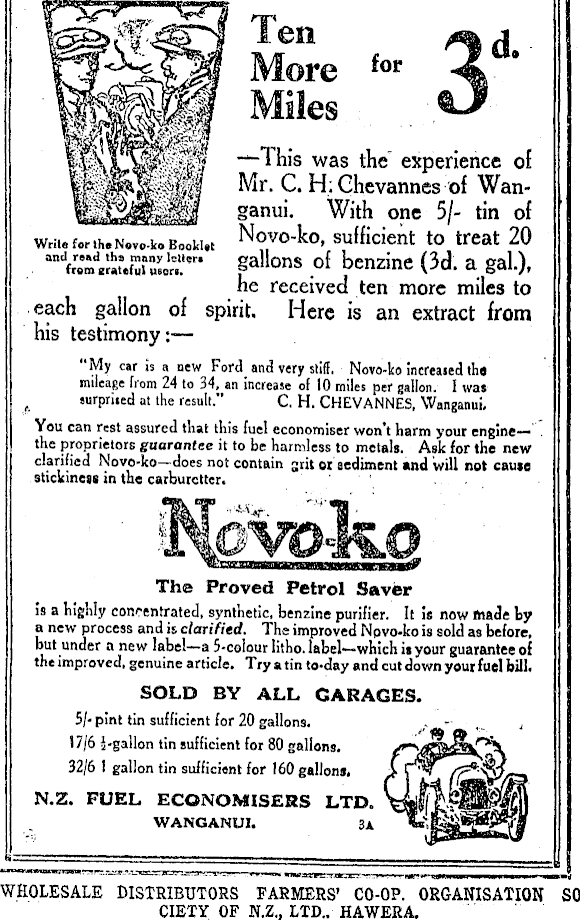 Ten
More for 3d.
Miles
—This was the experience of
Mr. C. H. Chevannes of Wan-
ganui. With one 5/- tin of
Novo-ko, sufficient to treat 20
gallons of benzine (3d. a gal.),
he received ten more miles to
each gallon of spirit. Here is an extract from
his testimony:—
Write for the Novo-ko Booklet
and read the many letters
from grateful users.
"My car is a new Ford and very stiff. Novo-ko increased the
mileage from 24 to 34, an increase of 10 miles per gallon. I was
surprised at the result." C. H. CHEVANNES, Wanganui.
You can rest assured that this fuel economiser won't harm your engine—
the proprietors guarantee it to be harmless to metals. Ask for the new
clarified Novo-ko—does not contain grit or sediment and will not cause
stickiness in the carburetter.
Novo-ko
The Proved Petrol Saver
is a highly concentrated, synthetic, benzine purifier. It is now made by
a new process and is clarified. The improved Novo-ko is sold as before,
but under a new label—a 5-colour litho. label—which is your guarantee of
the improved, genuine article. Try a tin to-day and cut down your fuel bill.
SOLD BY ALL GARAGES.
5/- pint tin sufficient for 20 gallons.
17/6 ½-gallon tin sufficient for 80 gallons.
32/6 1 gallon tin sufficient for 160 gallons.
N.Z. FUEL ECONOMISERS LTD.
WANGANUI. 3A
WHOLESALE DISTRIBUTORS FARMERS' CO-OP. ORGANISATION SO
CIETY OF N.Z., LTD., HAWERA.